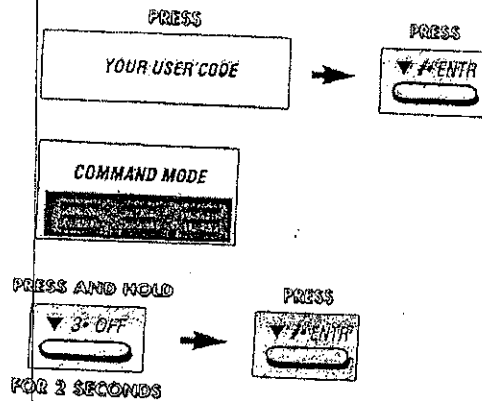 PRESS
YOUR USER CODE
PRESS
ENTR
COMMAND MODE
PRESS AND HOLD
3• OFF
FOR 2 SECONDS
PRESS
ENTR